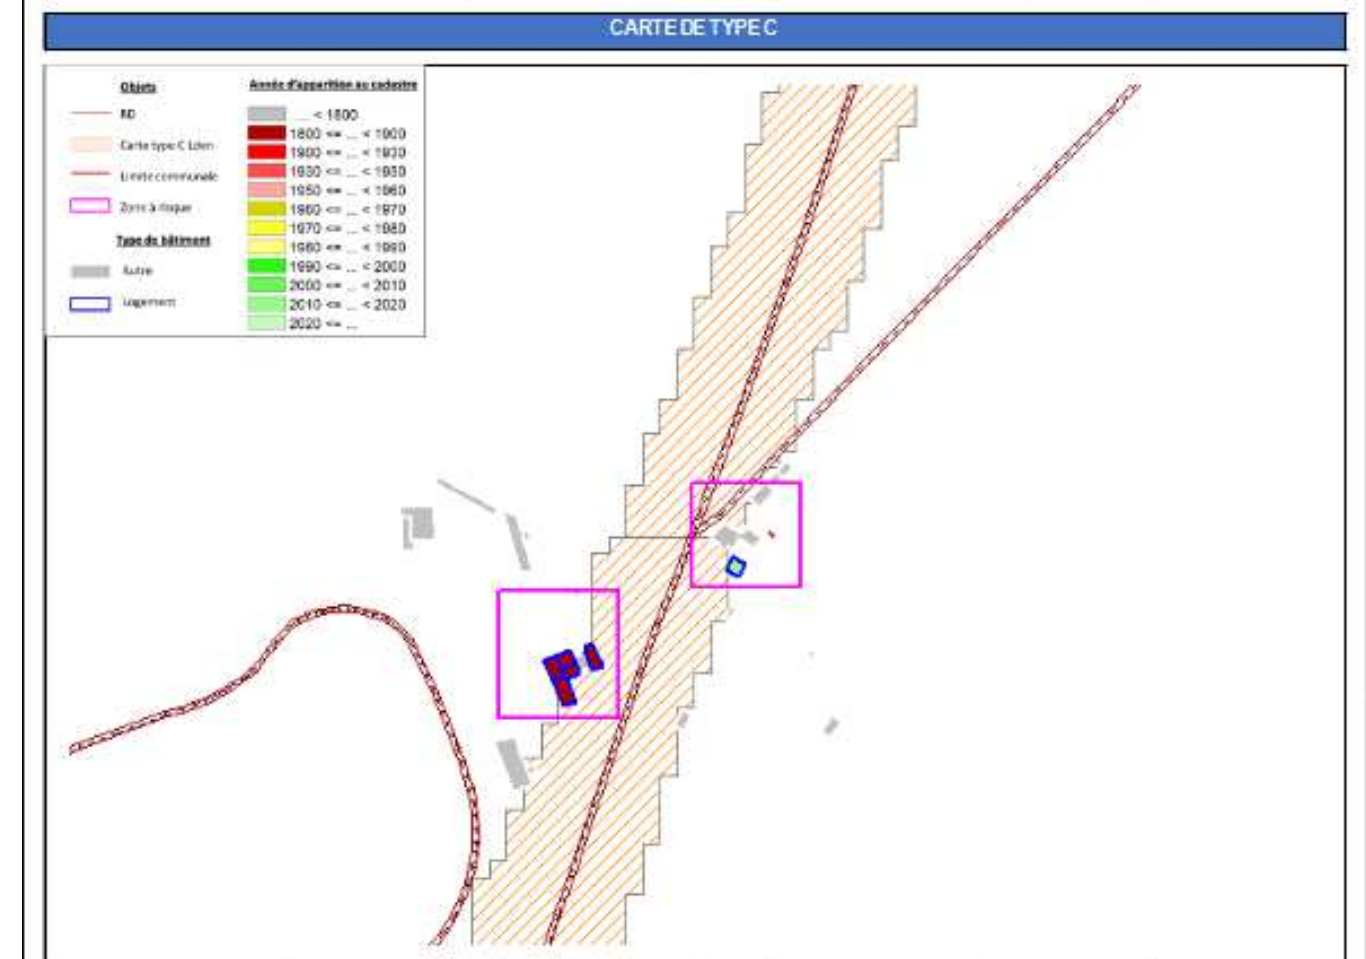 CARTE DE TYPE C
Objets
RD
Carte type C Lden
Limite communale
Zone à risque
Type de bâtiment
Autre
Logement
Année d'apparition au cadastre
... < 1800
1800 <= ... < 1900
1900 <= ... < 1930
1930 <= ... < 1950
1950 <= ... < 1960
1960 <= ... < 1970
1970 <= ... < 1980
1980 <= ... < 1990
1990 <= ... < 2000
2000 <= ... < 2010
2010 <= ... < 2020
2020 <= ...